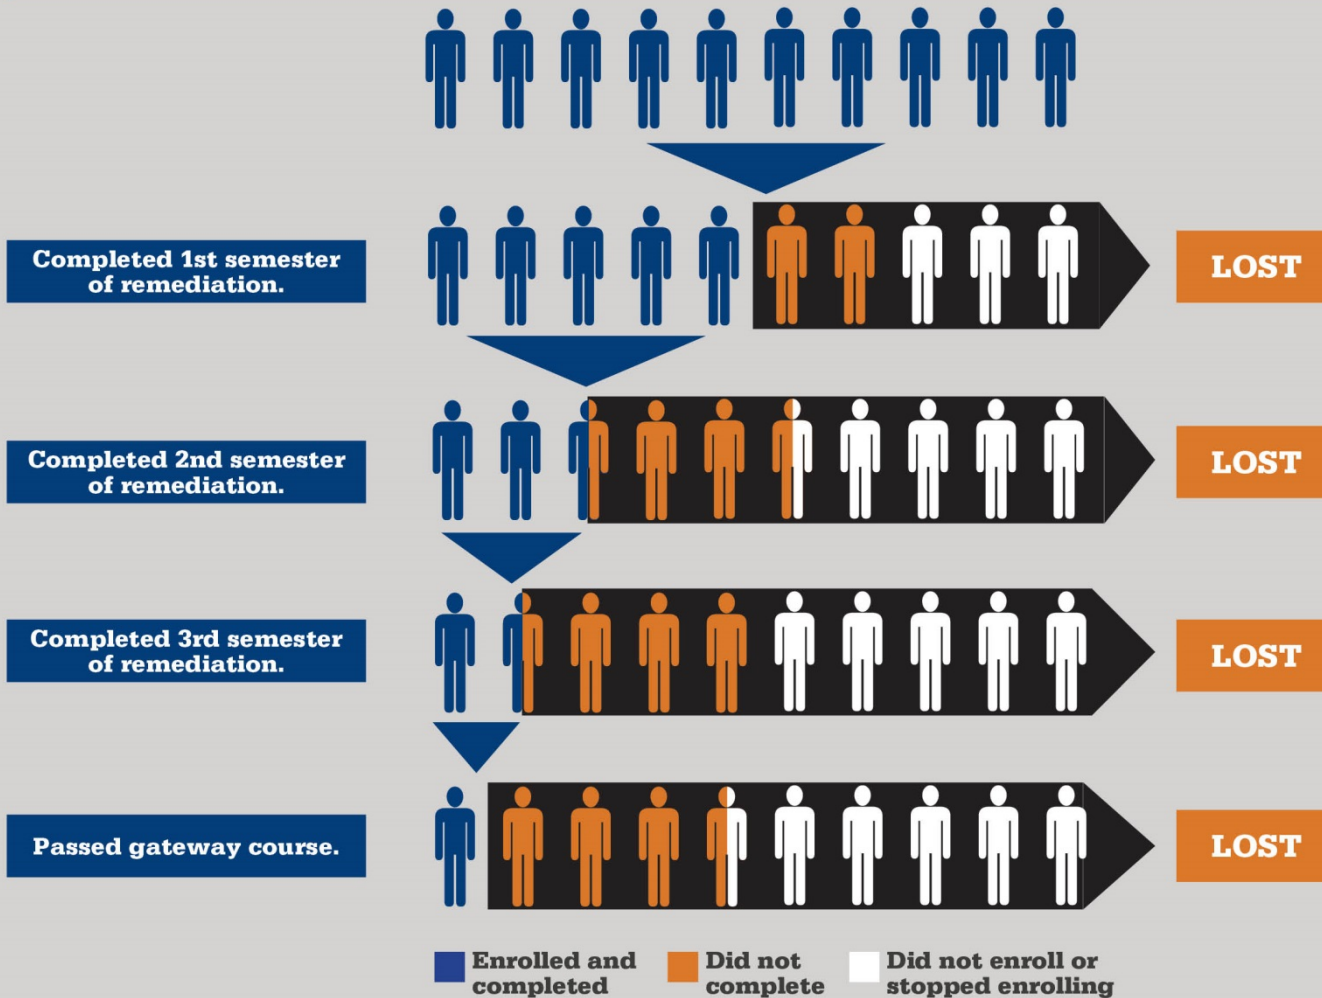 Completed 1st semester
of remediation.
LOST
Completed 2nd semester
of remediation.
LOST
Completed 3rd semester
of remediation.
LOST
Passed gateway course.
LOST
Enrolled and
completed
Did not
complete
Did not enroll or
stopped enrolling